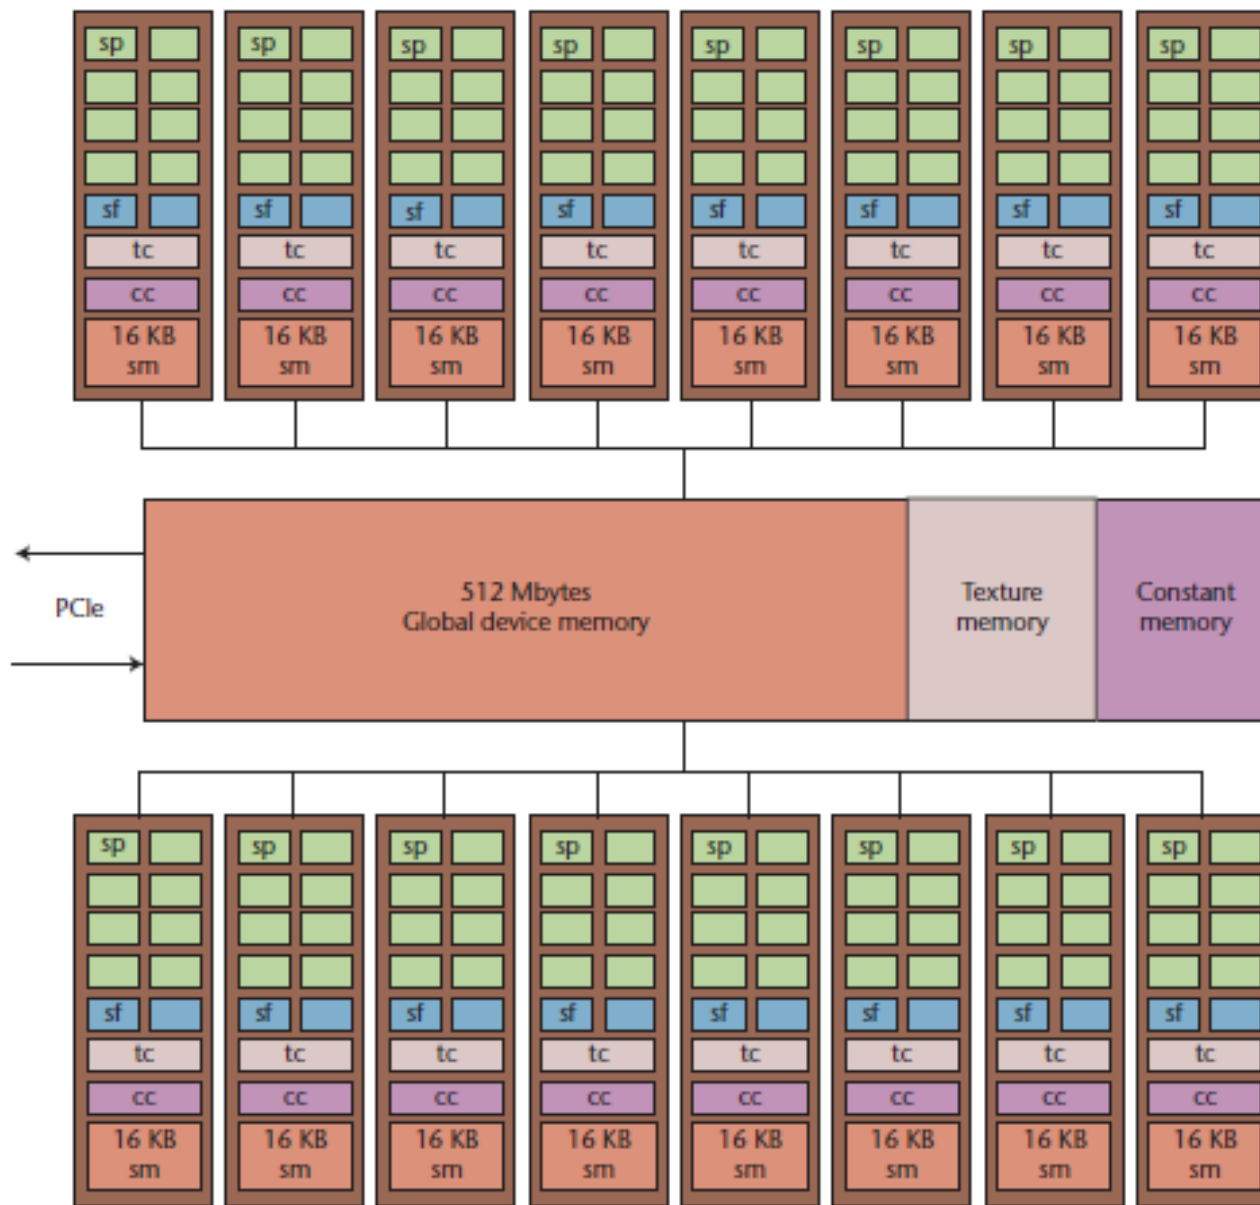 sp sp sp sp sp sp sp sp
sf sf sf sf sf sf sf sf
tc tc tc tc tc tc tc tc
cc cc cc cc cc cc cc cc
16 KB 16 KB 16 KB 16 KB 16 KB 16 KB 16 KB 16 KB
sm sm sm sm sm sm sm sm
PCIe
512 Mbytes
Global device memory
Texture
memory
Constant
memory
sp sp sp sp sp sp sp sp
sf sf sf sf sf sf sf sf
tc tc tc tc tc tc tc tc
cc cc cc cc cc cc cc cc
16 KB 16 KB 16 KB 16 KB 16 KB 16 KB 16 KB 16 KB
sm sm sm sm sm sm sm sm